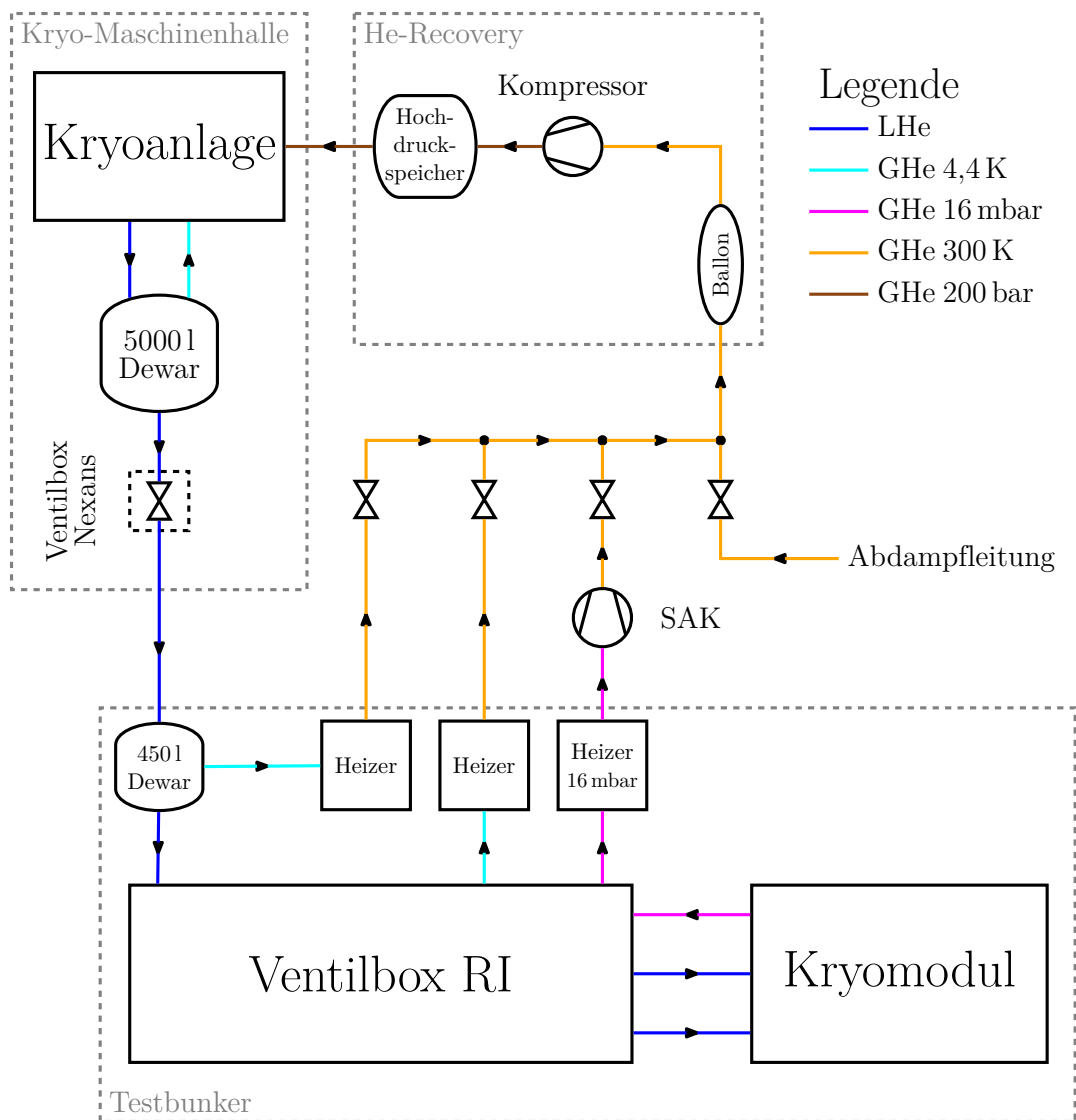 Kryo-Maschinenhalle
He-Recovery
Kryoanlage
Hoch-
druck-
speicher
Kompressor
Ballon
Legende
LHe
GHe 4,4 K
GHe 16 mbar
GHe 300 K
GHe 200 bar
5000 l
Dewar
Ventilbox
Nexans
Abdampfleitung
SAK
450 l
Dewar
Heizer
Heizer
Heizer
16 mbar
Ventilbox RI
Kryomodul
Testbunker